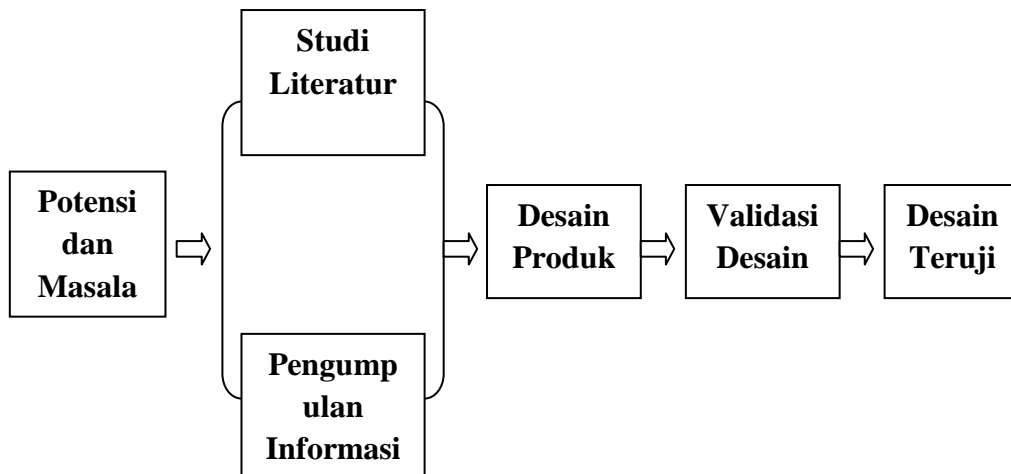 Potensi
dan
Masala
Studi
Literatur
Pengump
ulan
Informasi
Desain
Produk
Validasi
Desain
Desain
Teruji